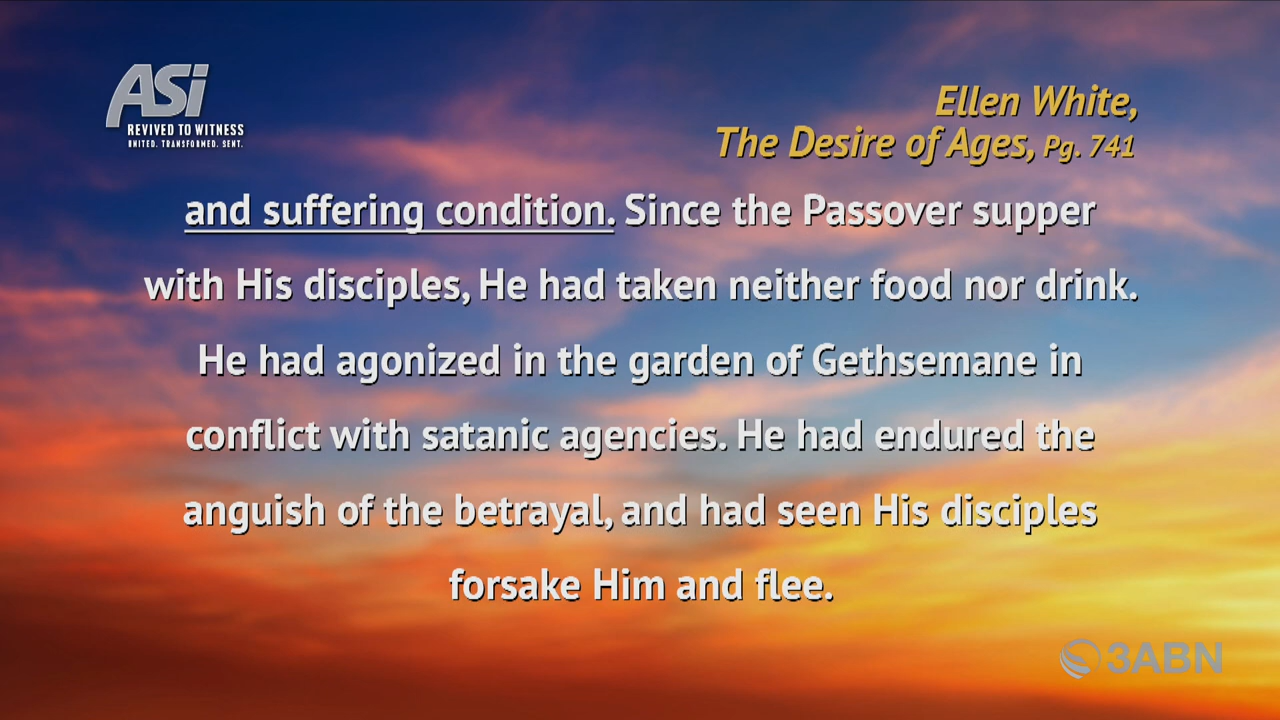 ASi
REVIVED TO WITNESS
UNITED. TRANSFORMED. SENT.
Ellen White,
The Desire of Ages, Pg. 741
and suffering condition. Since the Passover supper
with His disciples, He had taken neither food nor drink.
He had agonized in the garden of Gethsemane in
conflict with satanic agencies. He had endured the
anguish of the betrayal, and had seen His disciples
forsake Him and flee.
3ABN